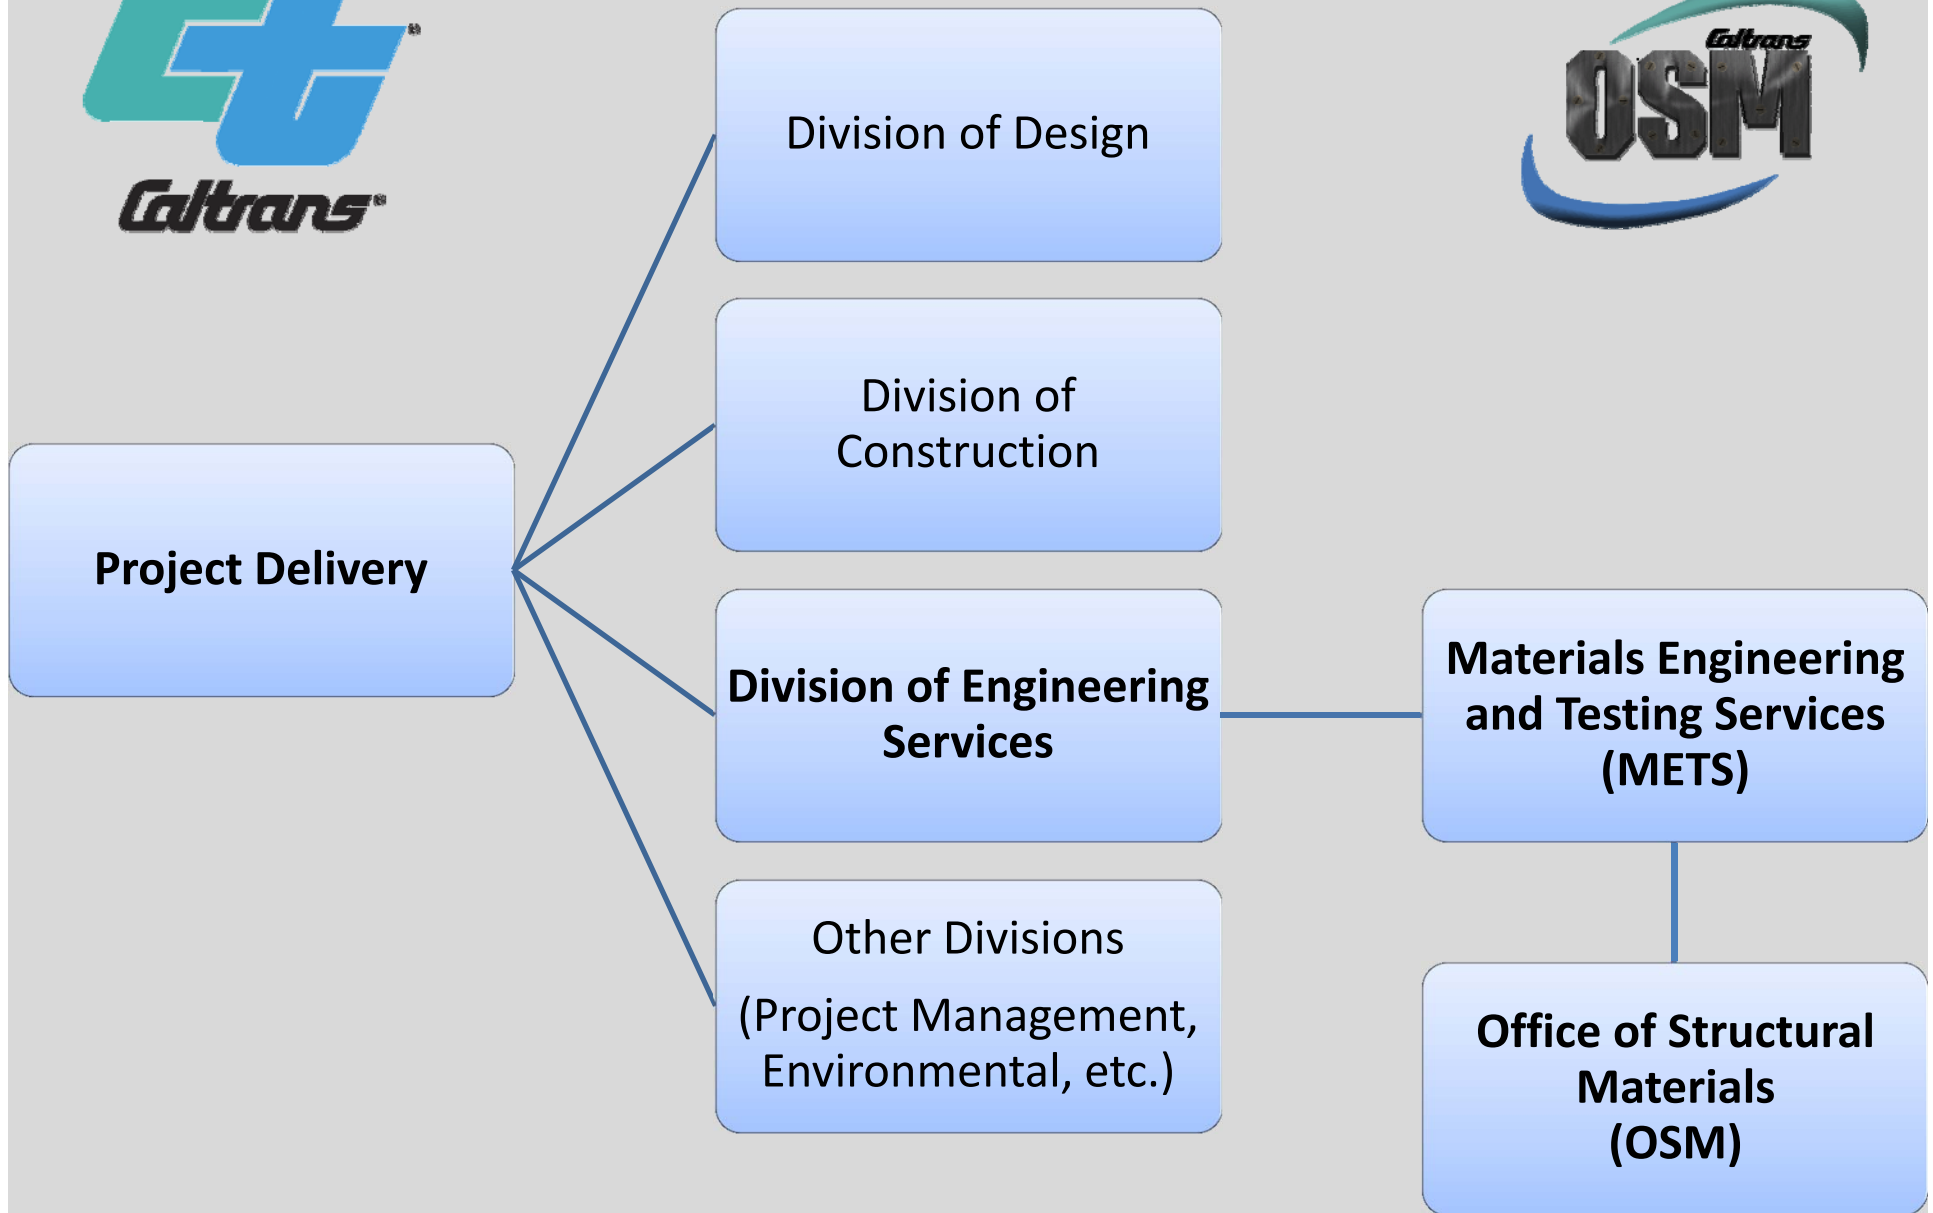 Ct®
Caltrans®
Caltrans
OSM
Division of Design
Division of
Construction
Project Delivery
Division of Engineering
Services
Materials Engineering
and Testing Services
(METS)
Other Divisions
(Project Management,
Environmental, etc.)
Office of Structural
Materials
(OSM)